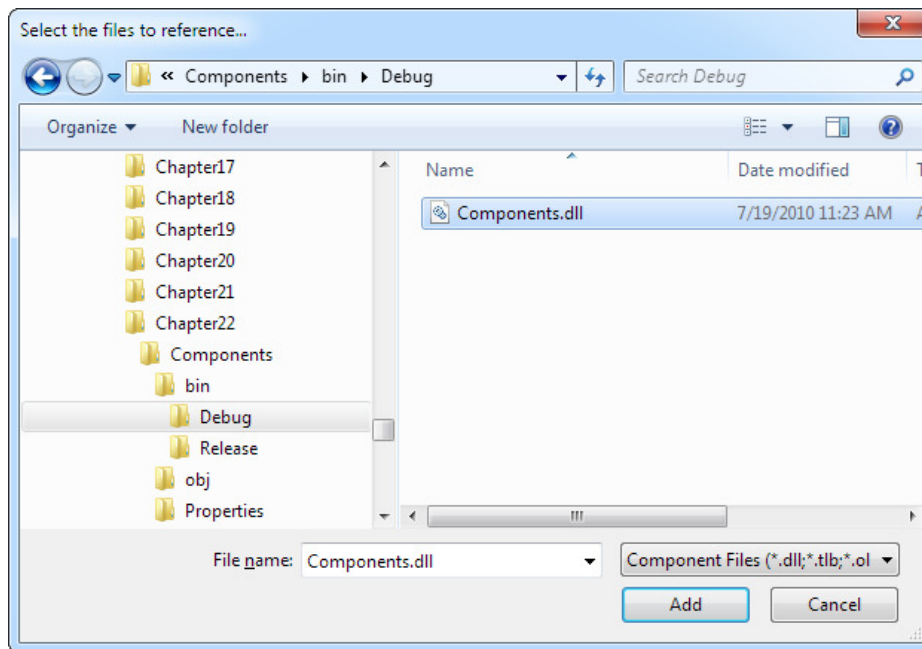 Select the files to reference...
« Components ▸ bin ▸ Debug
Search Debug
Organize
New folder
Chapter17
Chapter18
Chapter19
Chapter20
Chapter21
Chapter22
Components
bin
Debug
Release
obj
Properties
Name
Date modified
Components.dll
7/19/2010 11:23 AM
File name:
Components.dll
Component Files (*.dll;*.tlb;*.ol
Add
Cancel